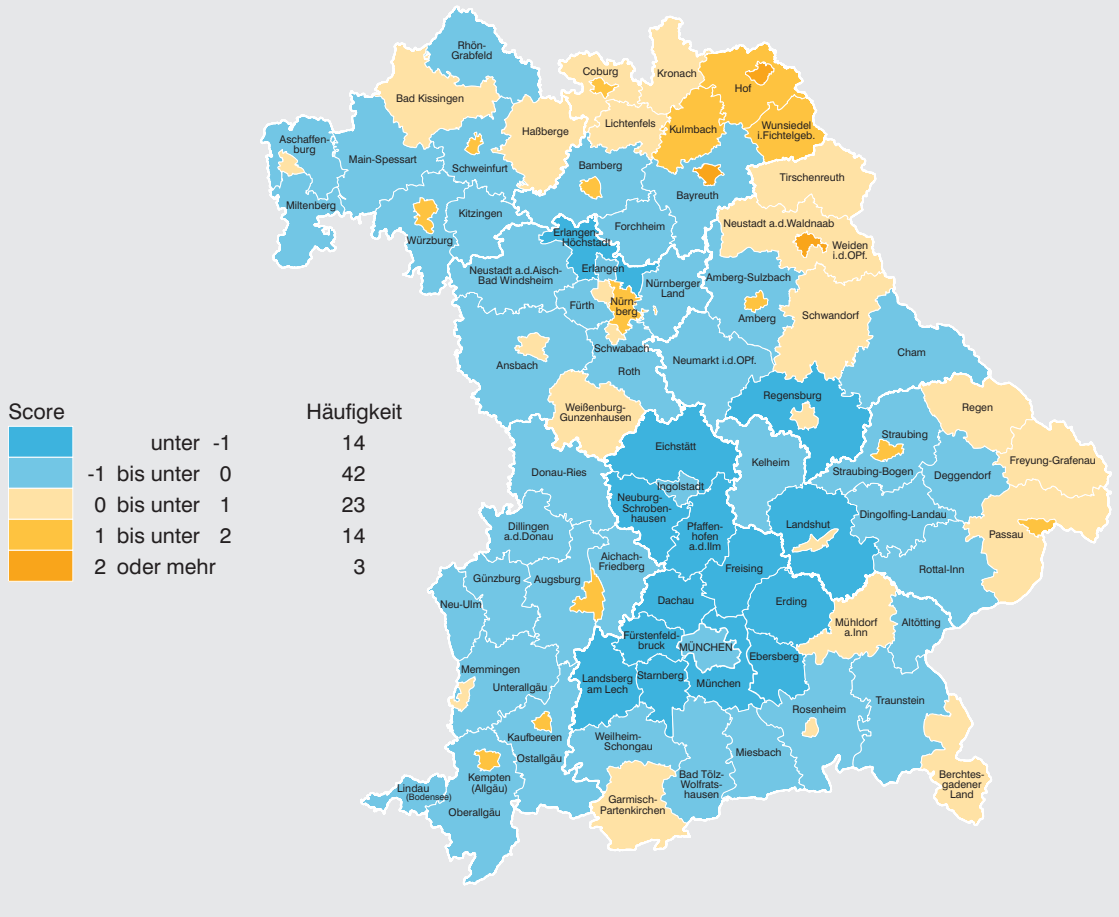 Rhön-
Grabfeld
Coburg
Kronach
Hof
Bad Kissingen
Lichtenfels
Kulmbach
Wunsiedel
i.Fichtelgeb.
Haßberge
Aschaffen-
burg
Main-Spessart
Schweinfurt
Bamberg
Bayreuth
Tirschenreuth
Miltenberg
Kitzingen
Würzburg
Forchheim
Neustadt a.d.Waldnaab
Weiden
i.d.OPf.
Erlangen-
Höchstadt
Erlangen
Neustadt a.d.Aisch-
Bad Windsheim
Nürnberger
Land
Amberg-Sulzbach
Fürth
Nürn-
berg
Amberg
Schwandorf
Ansbach
Schwabach
Roth
Neumarkt i.d.OPf.
Cham
Regensburg
Weißenburg-
Gunzenhausen
Regen
Score
Häufigkeit
unter -1 14
-1 bis unter 0 42
0 bis unter 1 23
1 bis unter 2 14
2 oder mehr 3
Eichstätt
Straubing
Kelheim
Freyung-Grafenau
Donau-Ries
Ingolstadt
Straubing-Bogen
Deggendorf
Neuburg-
Schroben-
hausen
Dillingen
a.d.Donau
Pfaffen-
hofen
a.d.Ilm
Landshut
Dingolfing-Landau
Passau
Aichach-
Friedberg
Freising
Rottal-Inn
Günzburg
Augsburg
Neu-Ulm
Dachau
Erding
Mühldorf
a.Inn
Altötting
Fürstenfeld-
bruck
MÜNCHEN
Ebersberg
Memmingen
Unterallgäu
Landsberg
am Lech
Starnberg
München
Traunstein
Rosenheim
Kaufbeuren
Ostallgäu
Weilheim-
Schongau
Miesbach
Kempten
(Allgäu)
Bad Tölz-
Wolfrats-
hausen
Berchtes-
gadener
Land
Lindau
(Bodensee)
Oberallgäu
Garmisch-
Partenkirchen